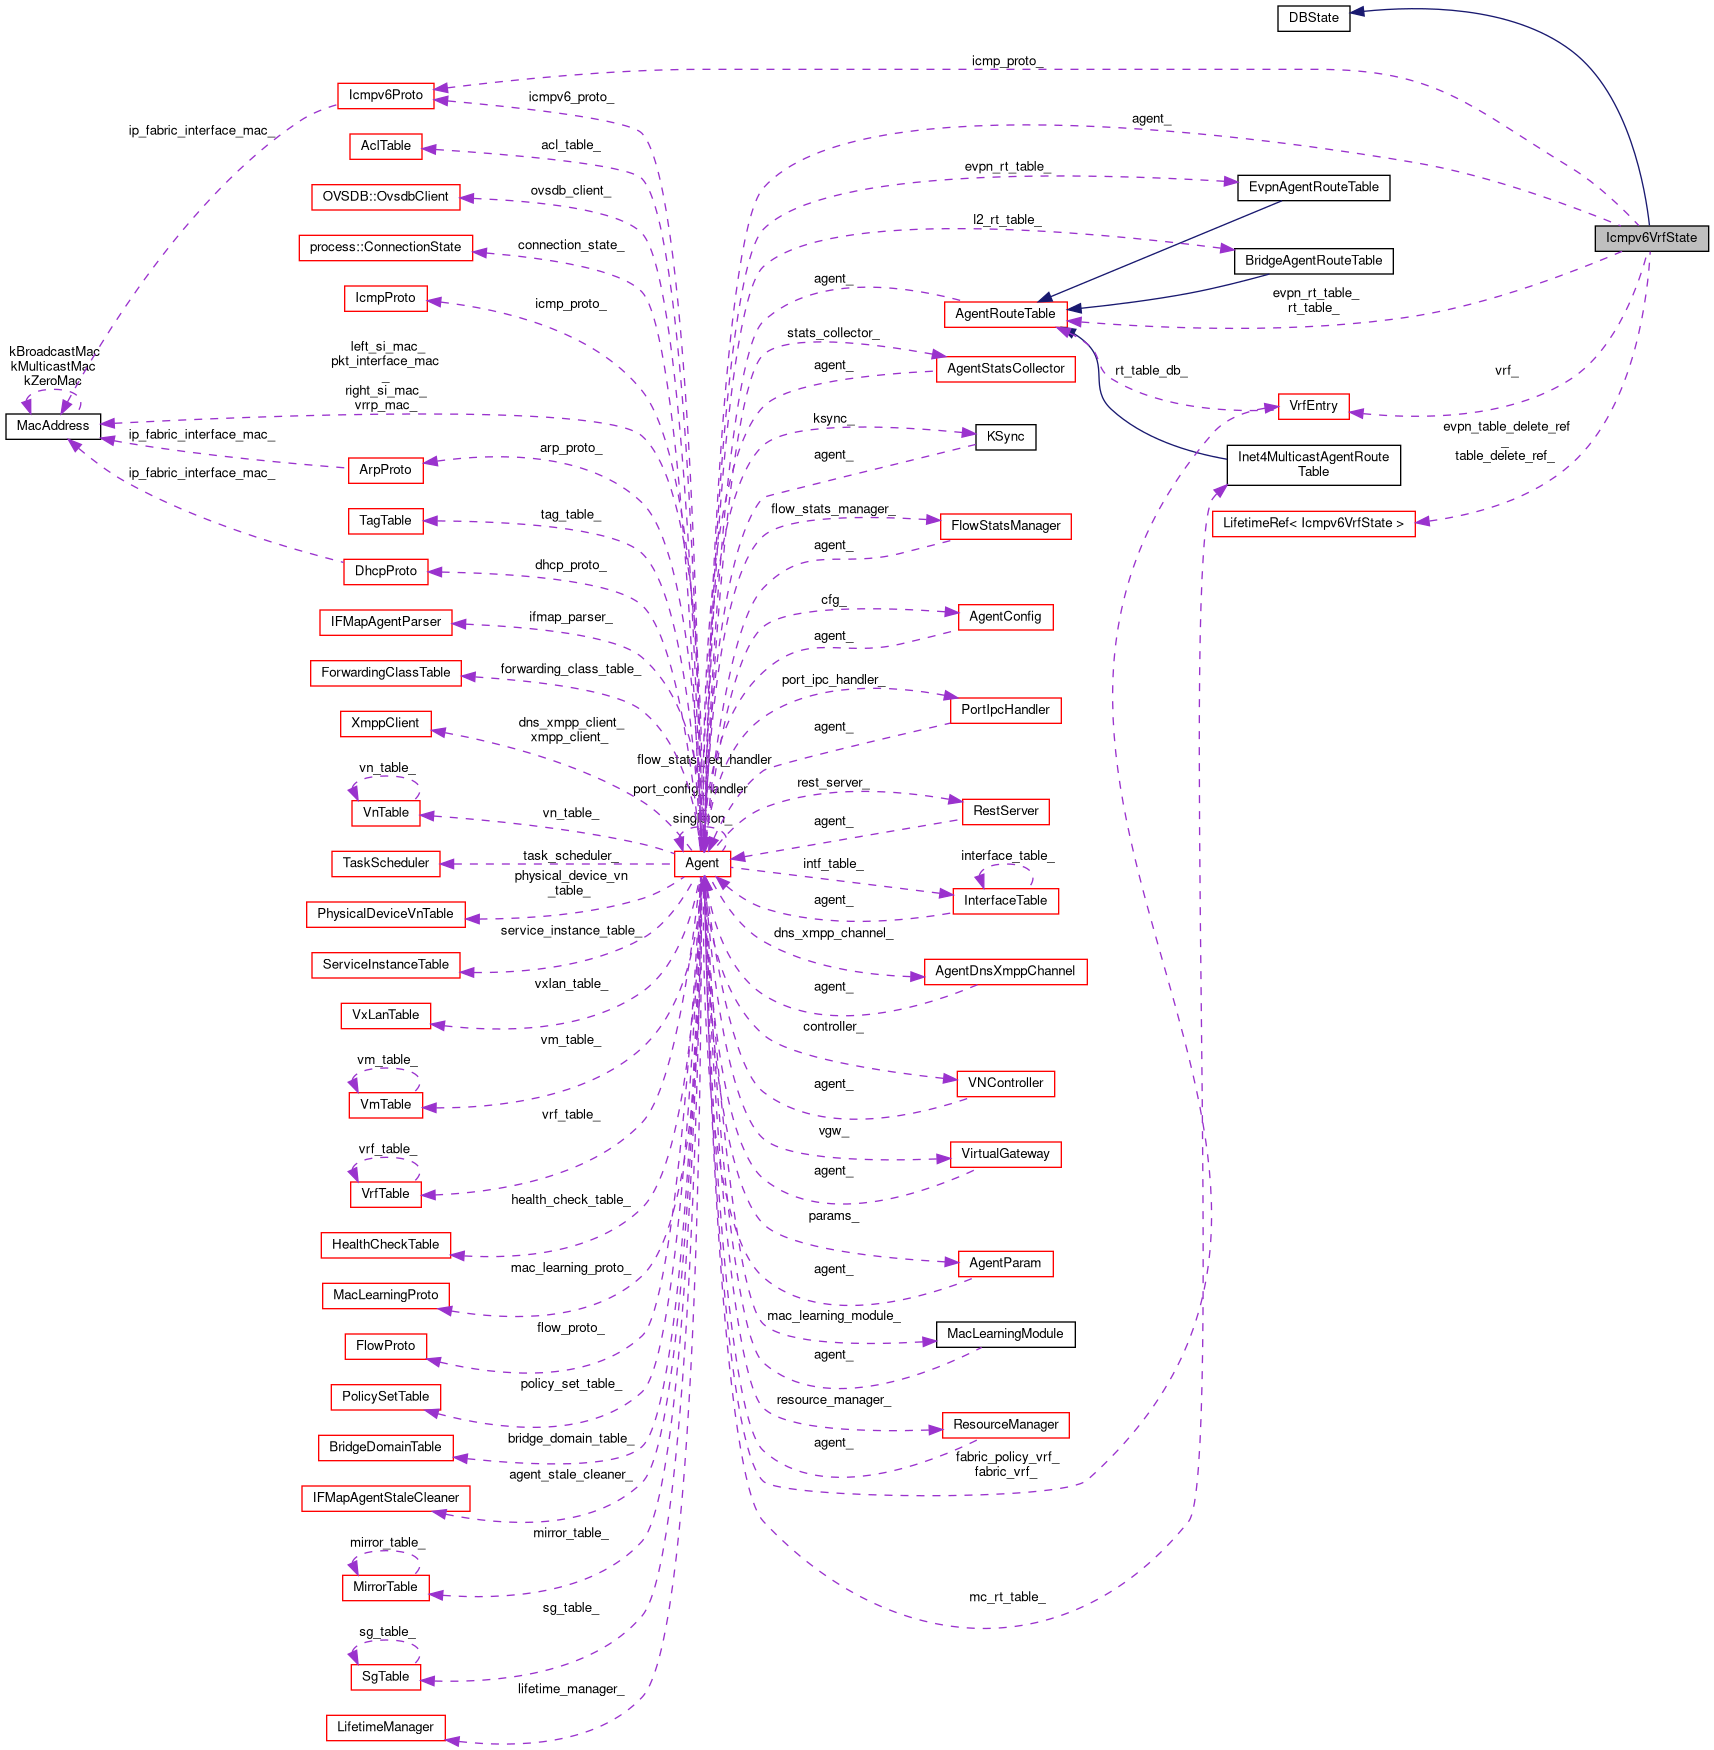 DBState
icmp_proto_
Icmpv6Proto
icmpv6_proto_
agent_
ip_fabric_interface_mac_
acl_table_
AclTable
evpn_rt_table_
EvpnAgentRouteTable
ovsdb_client_
OVSDB::OvsdbClient
l2_rt_table_
Icmpv6VrfState
connection_state_
process::ConnectionState
BridgeAgentRouteTable
agent_
evpn_rt_table_
rt_table_
IcmpProto
icmp_proto_
AgentRouteTable
stats_collector_
kBroadcastMac
kMulticastMac
kZeroMac
left_si_mac_
pkt_interface_mac
_
right_si_mac_
vrrp_mac_
agent_
AgentStatsCollector
rt_table_db_
vrf_
VrfEntry
MacAddress
ksync_
KSync
evpn_table_delete_ref
_
table_delete_ref_
ip_fabric_interface_mac_
arp_proto_
agent_
Inet4MulticastAgentRoute
Table
ArpProto
ip_fabric_interface_mac_
flow_stats_manager_
tag_table_
TagTable
FlowStatsManager
LifetimeRef< Icmpv6VrfState >
agent_
dhcp_proto_
DhcpProto
cfg_
AgentConfig
ifmap_parser_
IFMapAgentParser
agent_
forwarding_class_table_
ForwardingClassTable
port_ipc_handler_
PortIpcHandler
dns_xmpp_client_
xmpp_client_
XmppClient
agent_
flow_stats_req_handler
_
port_config_handler
_
singleton_
vn_table_
rest_server_
VnTable
vn_table_
RestServer
agent_
task_scheduler_
TaskScheduler
Agent
intf_table_
interface_table_
physical_device_vn
_table_
InterfaceTable
PhysicalDeviceVnTable
agent_
service_instance_table_
dns_xmpp_channel_
ServiceInstanceTable
AgentDnsXmppChannel
vxlan_table_
agent_
VxLanTable
controller_
vm_table_
vm_table_
VNController
agent_
VmTable
vrf_table_
vgw_
vrf_table_
VirtualGateway
agent_
VrfTable
health_check_table_
params_
HealthCheckTable
AgentParam
mac_learning_proto_
agent_
MacLearningProto
mac_learning_module_
flow_proto_
MacLearningModule
FlowProto
agent_
policy_set_table_
PolicySetTable
resource_manager_
ResourceManager
bridge_domain_table_
BridgeDomainTable
agent_
fabric_policy_vrf_
fabric_vrf_
agent_stale_cleaner_
IFMapAgentStaleCleaner
mirror_table_
mirror_table_
MirrorTable
mc_rt_table_
sg_table_
sg_table_
SgTable
lifetime_manager_
LifetimeManager